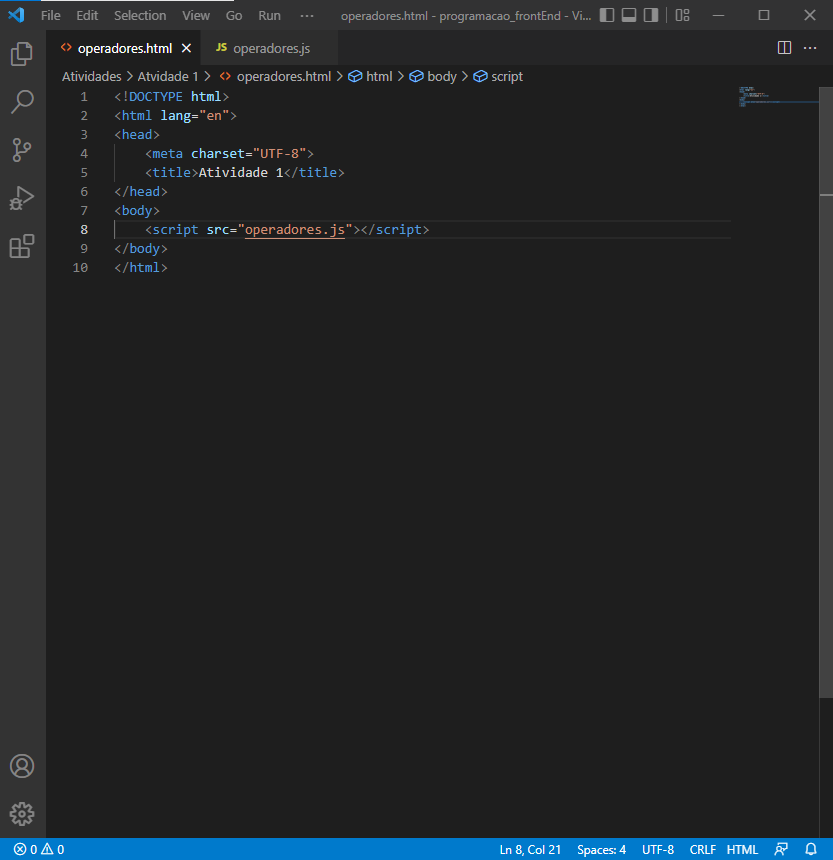 File Edit Selection View Go Run ··· operadores.html - programacao_frontEnd - Vi...
operadores.html JS operadores.js
Atividades > Atvidade 1 > operadores.html > html > body > script
1 <!DOCTYPE html>
2 <html lang="en">
3 <head>
4 <meta charset="UTF-8">
5 <title>Atividade 1</title>
6 </head>
7 <body>
8 <script src="operadores.js"></script>
9 </body>
10 </html>
0 0 Ln 8, Col 21 Spaces: 4 UTF-8 CRLF HTML